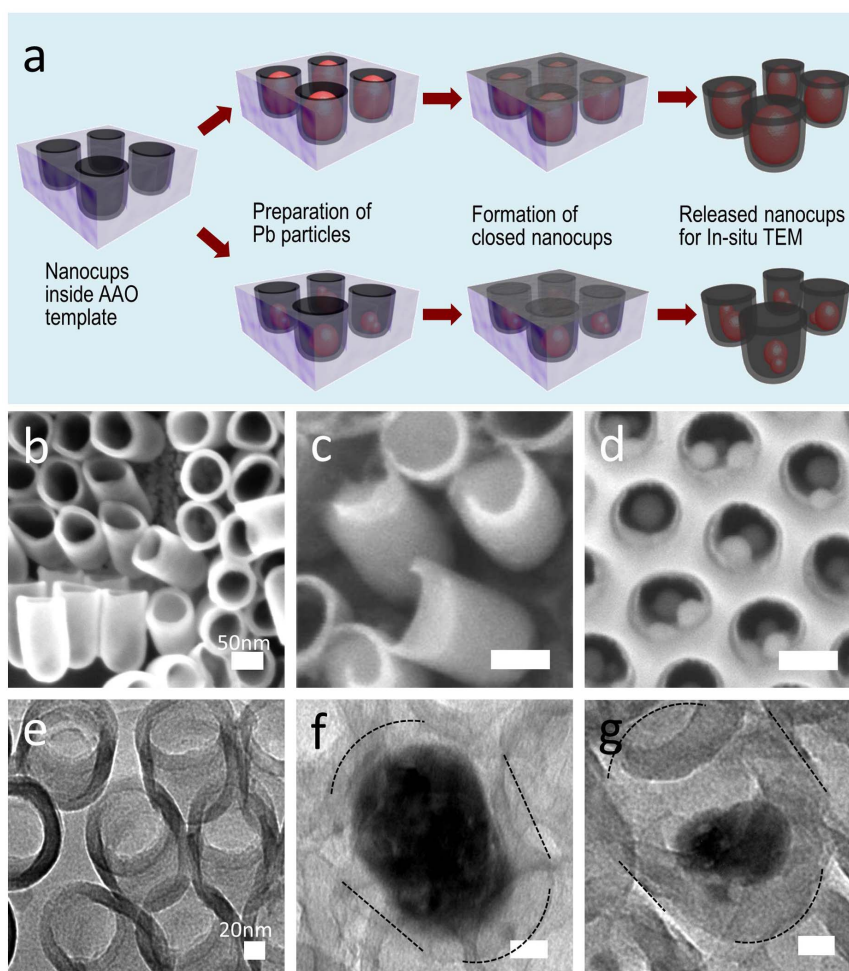 a
Preparation of
Pb particles
Formation of
closed nanocups
Released nanocups
for In-situ TEM
Nanocups
inside AAO
template
b
50nm
c
d
e
20nm
f
g